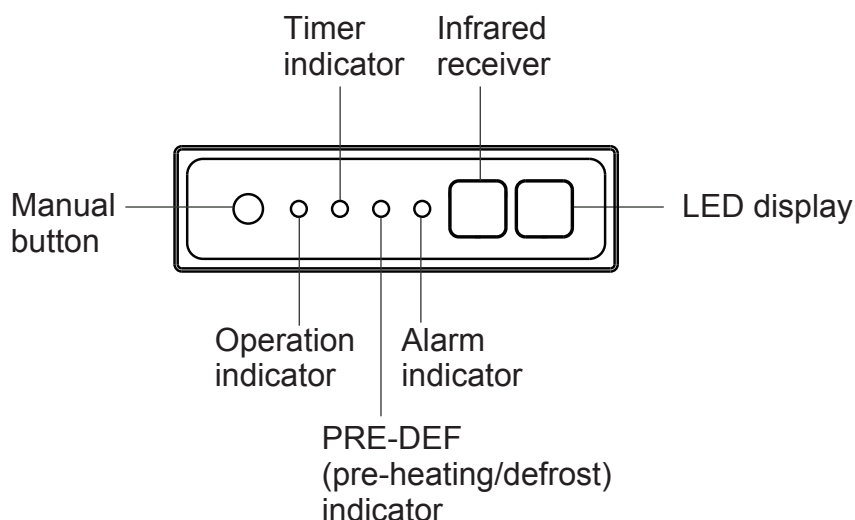 Timer
indicator
Infrared
receiver
Manual
button
LED display
Operation
indicator
Alarm
indicator
PRE-DEF
(pre-heating/defrost)
indicator